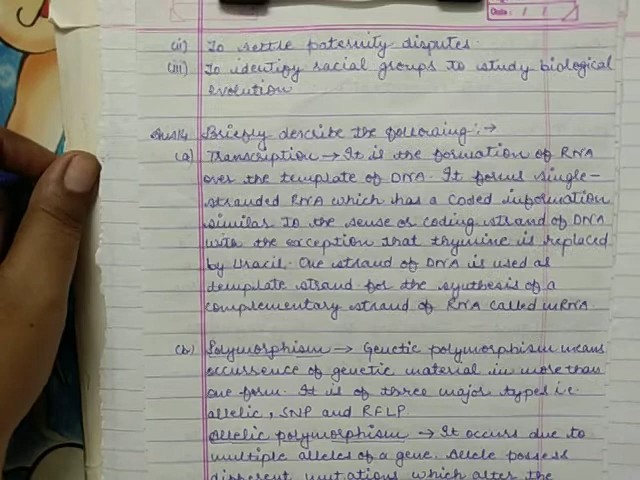 Date: / /
(ii) To settle paternity disputes.
(iii) To identify racial groups to study biological
evolution
Ans14 Briefly describe the following:→
(a) Transcription → It is the formation of RNA
over the template of DNA. It forms single-
stranded RNA which has a coded information
similar to the sense or coding strand of DNA
with the exception that thymine is replaced
by Uracil. One strand of DNA is used as
template strand for the synthesis of a
complementary strand of RNA called mRNA.
(b) Polymorphism → Genetic polymorphism means
occurrence of genetic material in more than
one form. It is of three major types i.e.
allelic, SNP and RFLP.
Allelic polymorphism → It occurs due to
multiple alleles of a gene. Allele possess
different mutations which alter the